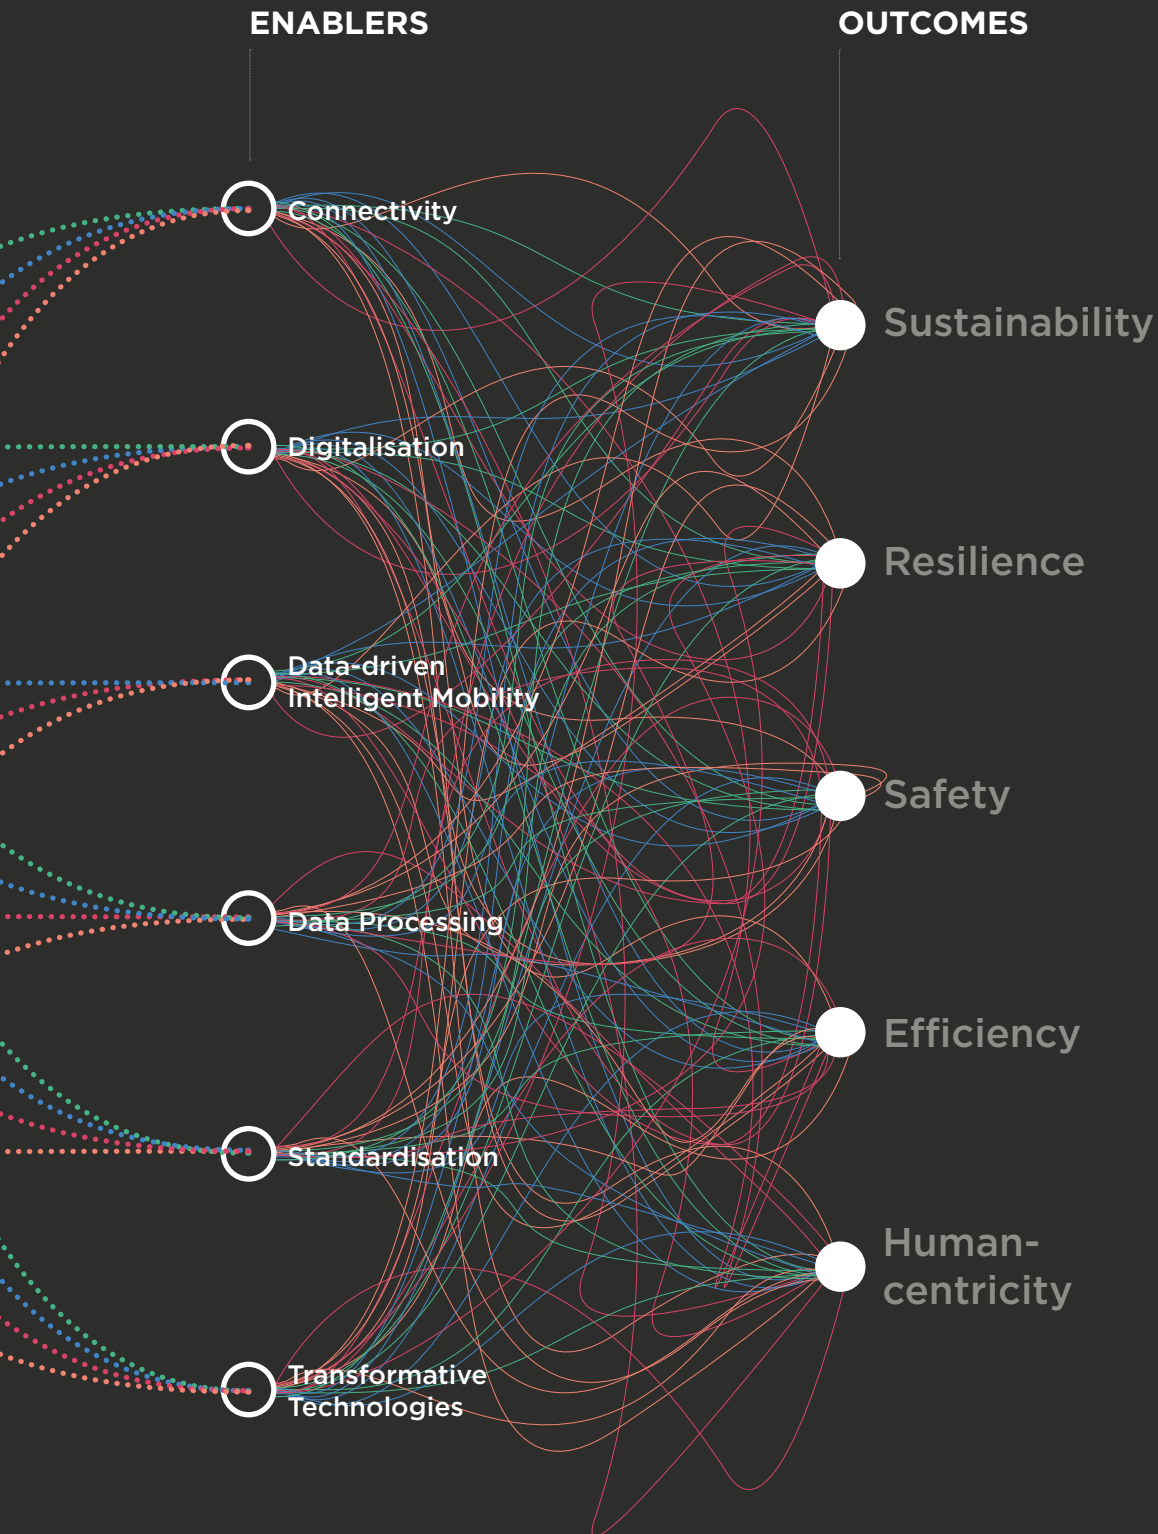 ENABLERS
OUTCOMES
Connectivity
Digitalisation
Data-driven
Intelligent Mobility
Data Processing
Standardisation
Transformative
Technologies
Sustainability
Resilience
Safety
Efficiency
Human-
centricity